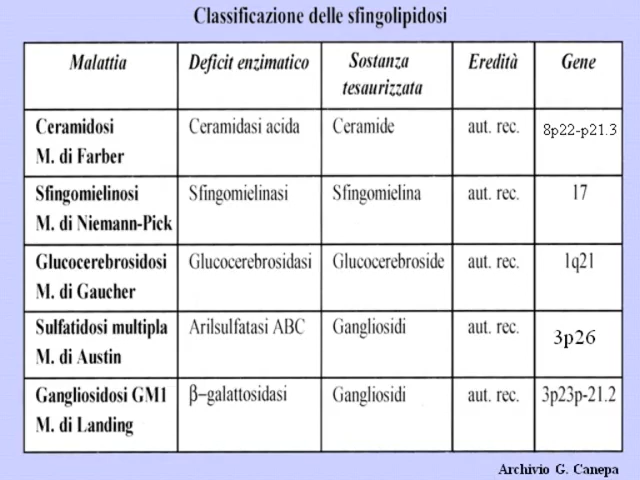 Classificazione delle sfingolipidosi
Malattia Deficit enzimatico Sostanza tesaurizzata Eredità Gene
Ceramidosi Ceramidasi acida Ceramide aut. rec. 8p22-p21.3
M. di Farber
Sfingomielinosi Sfingomielinasi Sfingomielina aut. rec. 17
M. di Niemann-Pick
Glucocerebrosidosi Glucocerebrosidasi Glucocerebroside aut. rec. 1q21
M. di Gaucher
Sulfatidosi multipla Arilsulfatasi ABC Gangliosidi aut. rec. 3p26
M. di Austin
Gangliosidosi GM1 β–galattosidasi Gangliosidi aut. rec. 3p23p-21.2
M. di Landing
Archivio G. Canepa